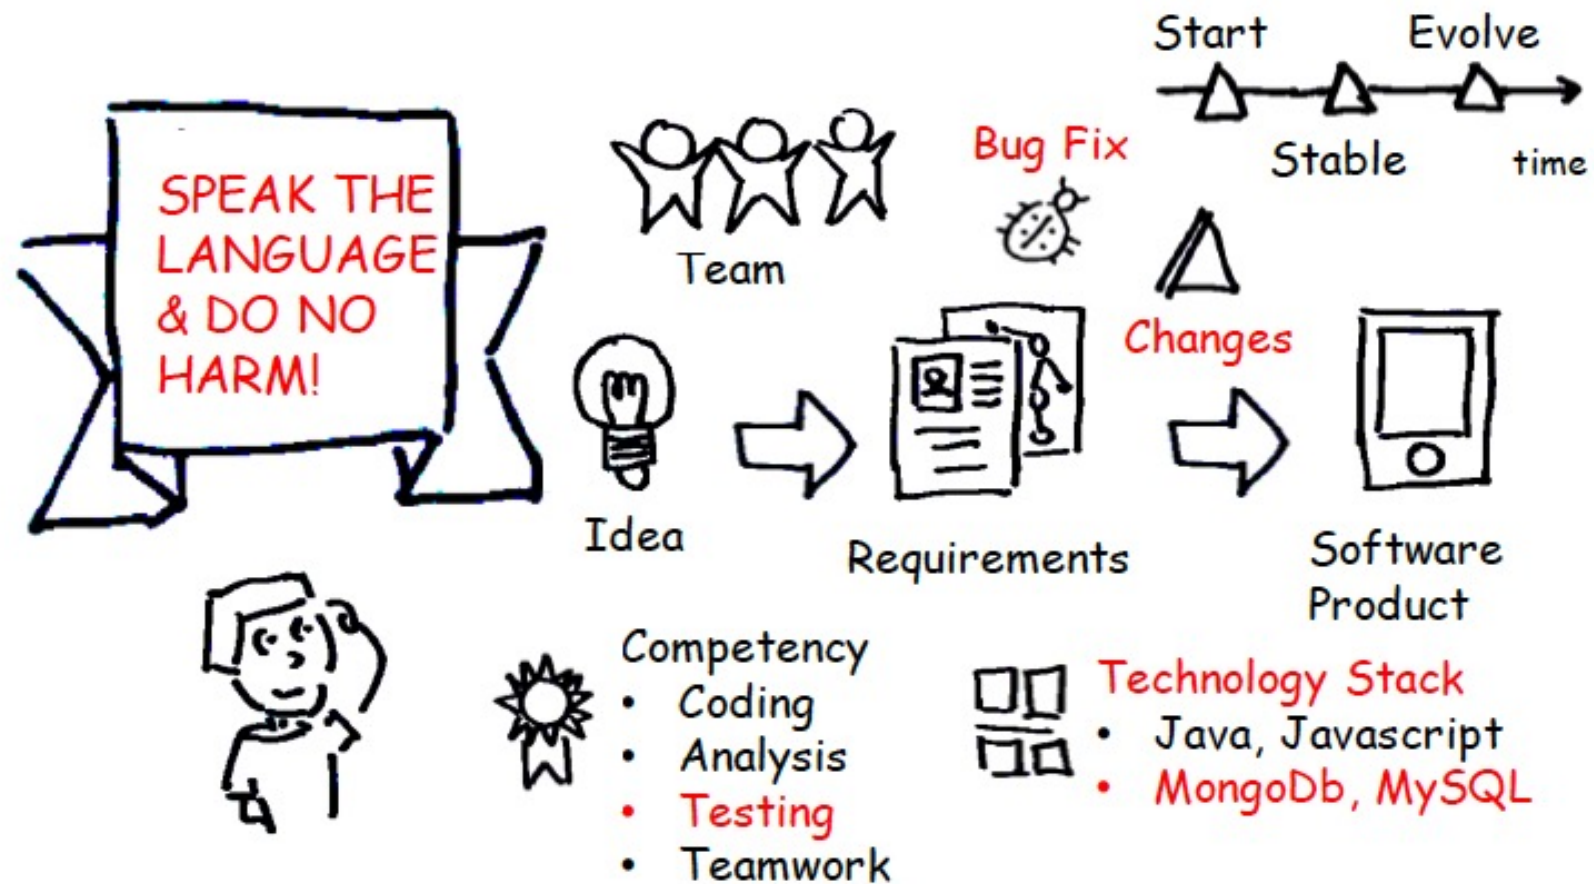 SPEAK THE
LANGUAGE
& DO NO
HARM!
Team
Bug Fix
Start
Evolve
Stable
time
Changes
Idea
Requirements
Software
Product
Competency
• Coding
• Analysis
• Testing
• Teamwork
Technology Stack
• Java, Javascript
• MongoDb, MySQL